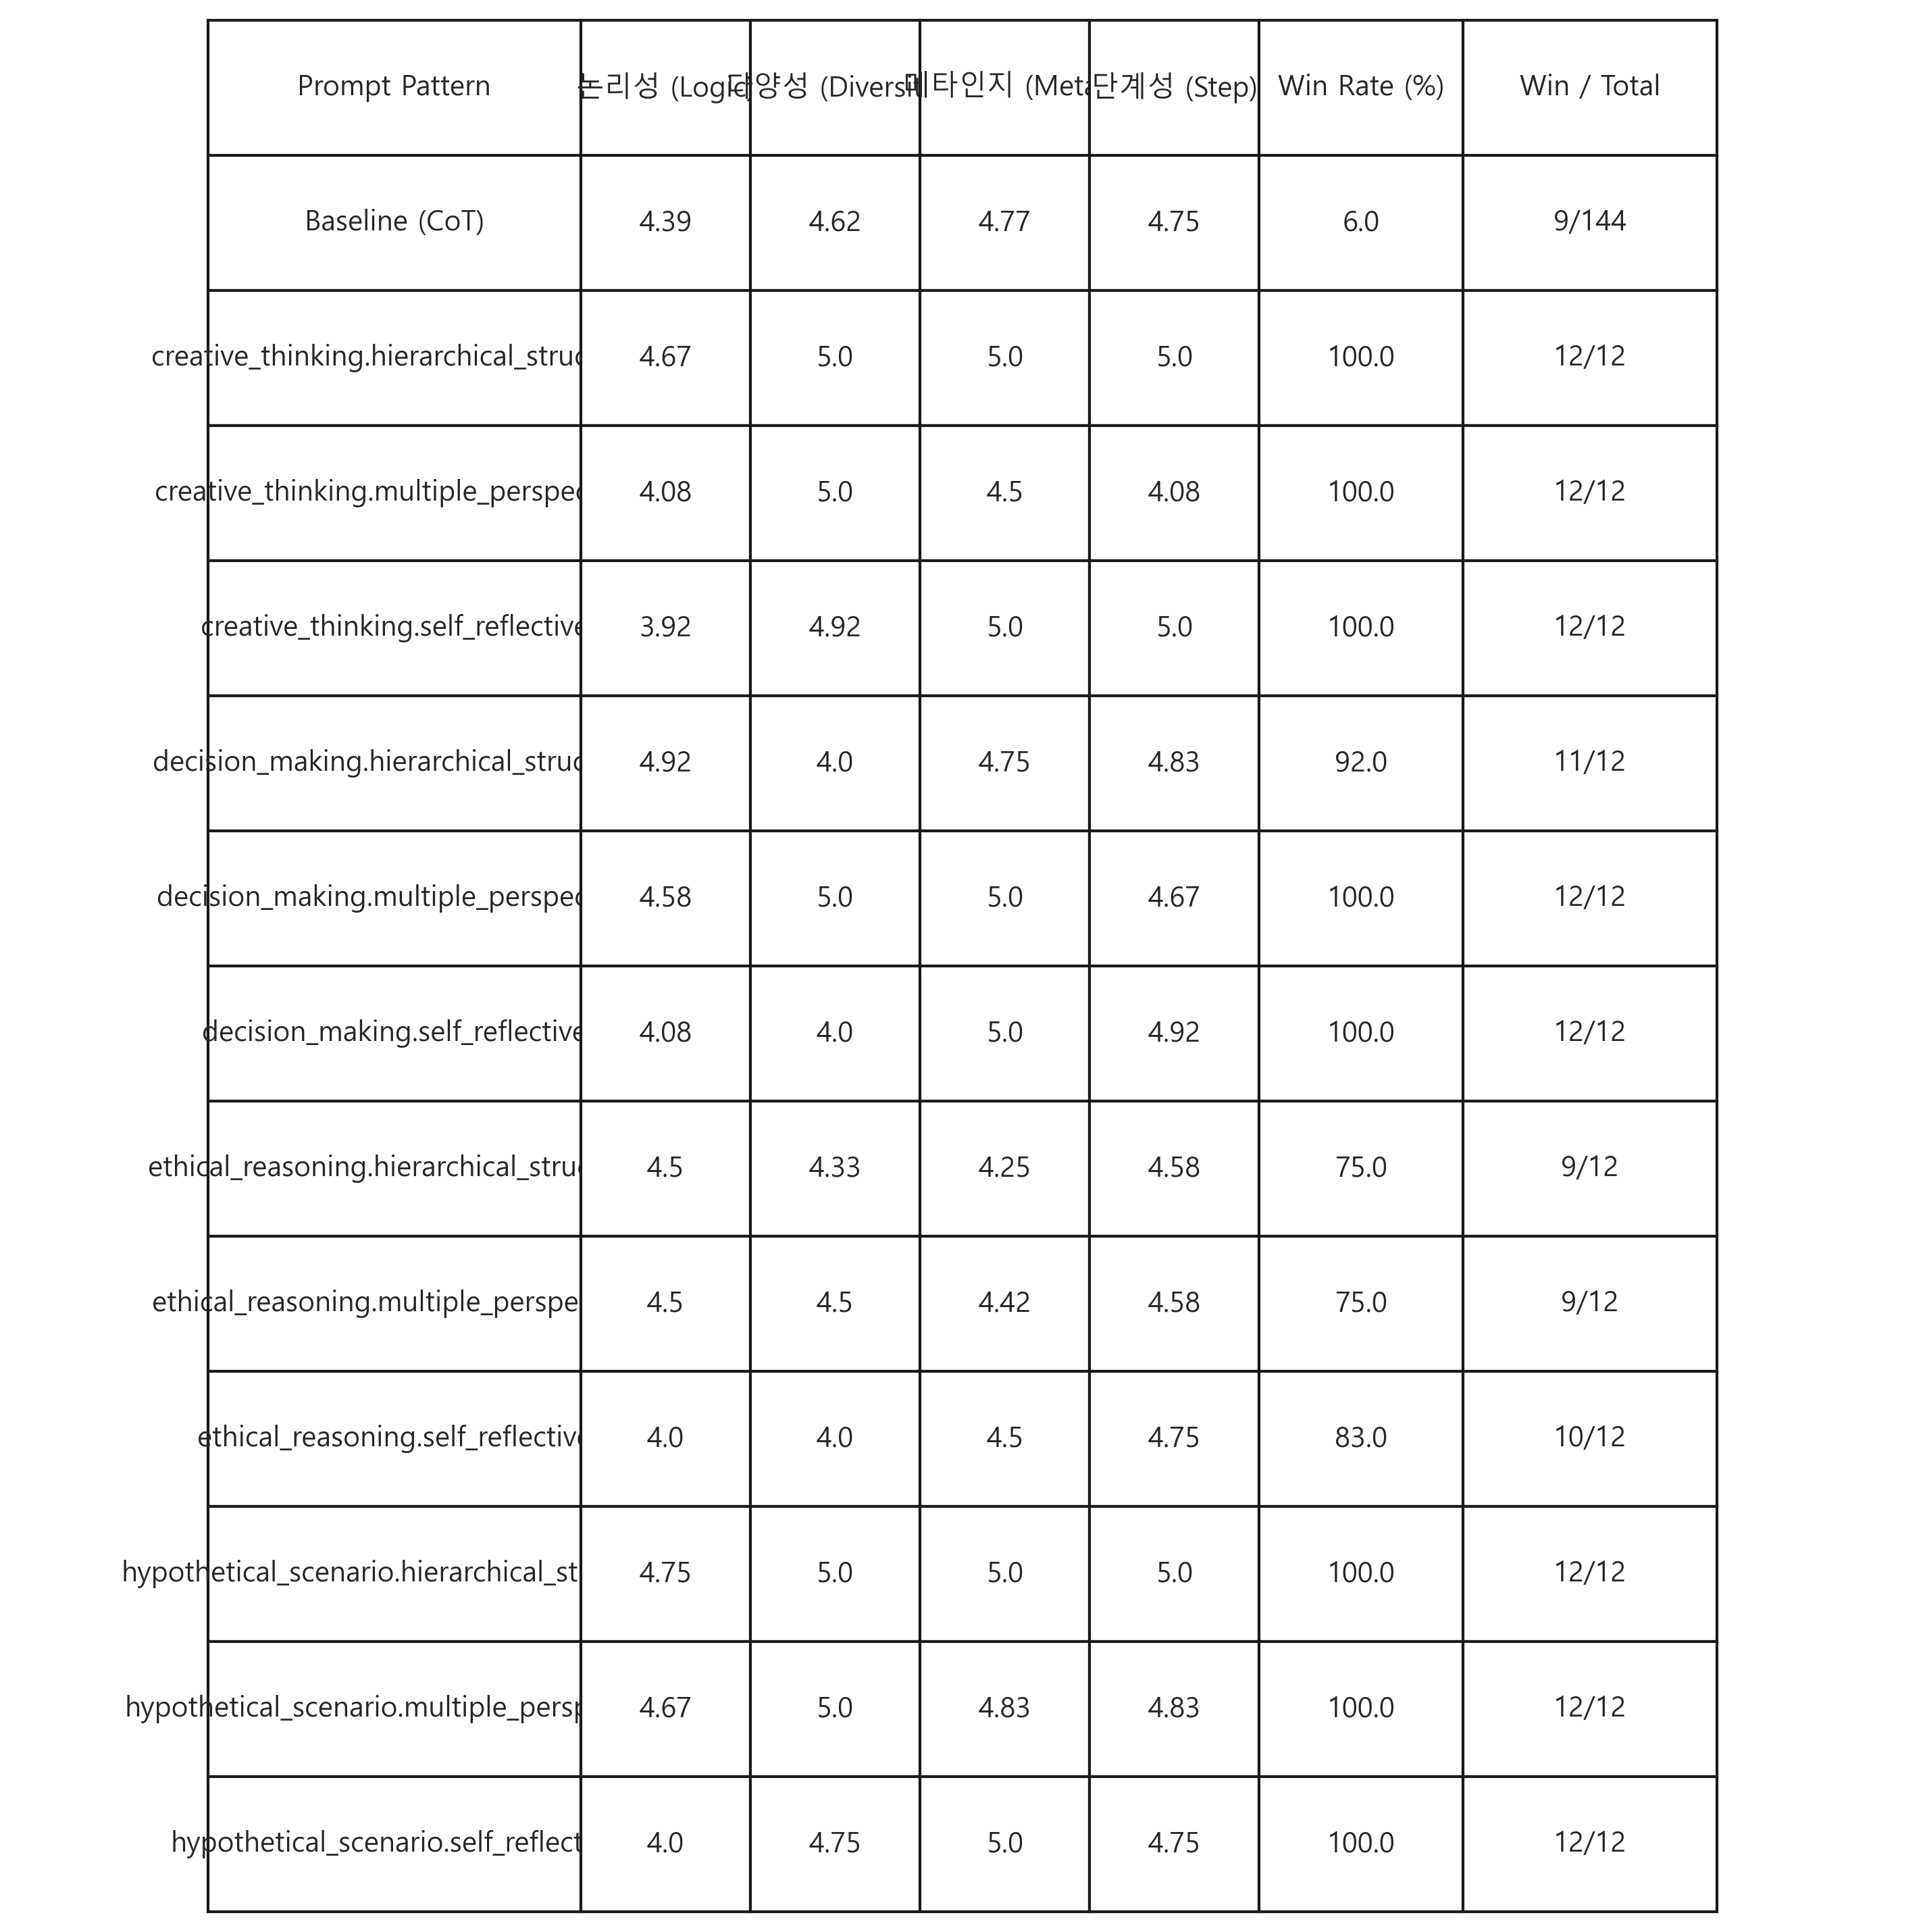 Prompt Pattern 논리성 (Logic) 다양성 (Diversit 메타인지 (Meta 단계성 (Step) Win Rate (%) Win / Total
Baseline (CoT) 4.39 4.62 4.77 4.75 6.0 9/144
creative_thinking.hierarchical_struc 4.67 5.0 5.0 5.0 100.0 12/12
creative_thinking.multiple_perspec 4.08 5.0 4.5 4.08 100.0 12/12
creative_thinking.self_reflective 3.92 4.92 5.0 5.0 100.0 12/12
decision_making.hierarchical_struc 4.92 4.0 4.75 4.83 92.0 11/12
decision_making.multiple_perspec 4.58 5.0 5.0 4.67 100.0 12/12
decision_making.self_reflective 4.08 4.0 5.0 4.92 100.0 12/12
ethical_reasoning.hierarchical_struc 4.5 4.33 4.25 4.58 75.0 9/12
ethical_reasoning.multiple_perspe 4.5 4.5 4.42 4.58 75.0 9/12
ethical_reasoning.self_reflective 4.0 4.0 4.5 4.75 83.0 10/12
hypothetical_scenario.hierarchical_st 4.75 5.0 5.0 5.0 100.0 12/12
hypothetical_scenario.multiple_persp 4.67 5.0 4.83 4.83 100.0 12/12
hypothetical_scenario.self_reflect 4.0 4.75 5.0 4.75 100.0 12/12